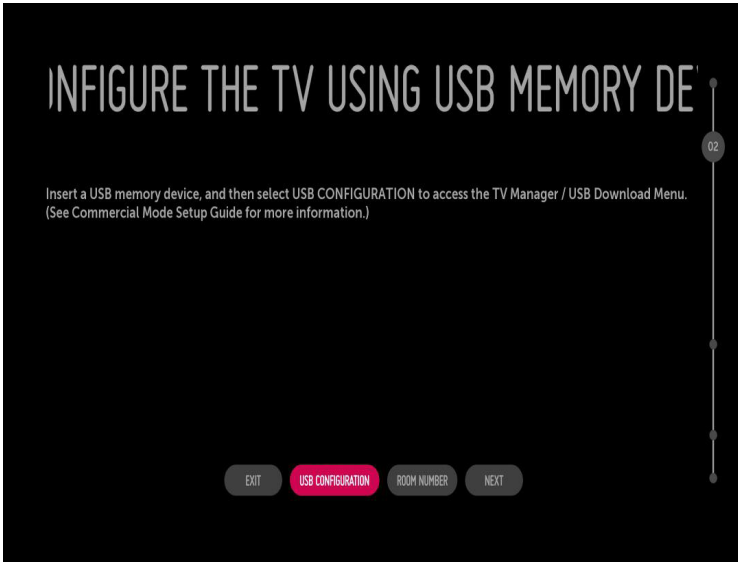 NFIGURE THE TV USING USB MEMORY DE
02
Insert a USB memory device, and then select USB CONFIGURATION to access the TV Manager / USB Download Menu.
(See Commercial Mode Setup Guide for more information.)
EXIT
USB CONFIGURATION
ROOM NUMBER
NEXT